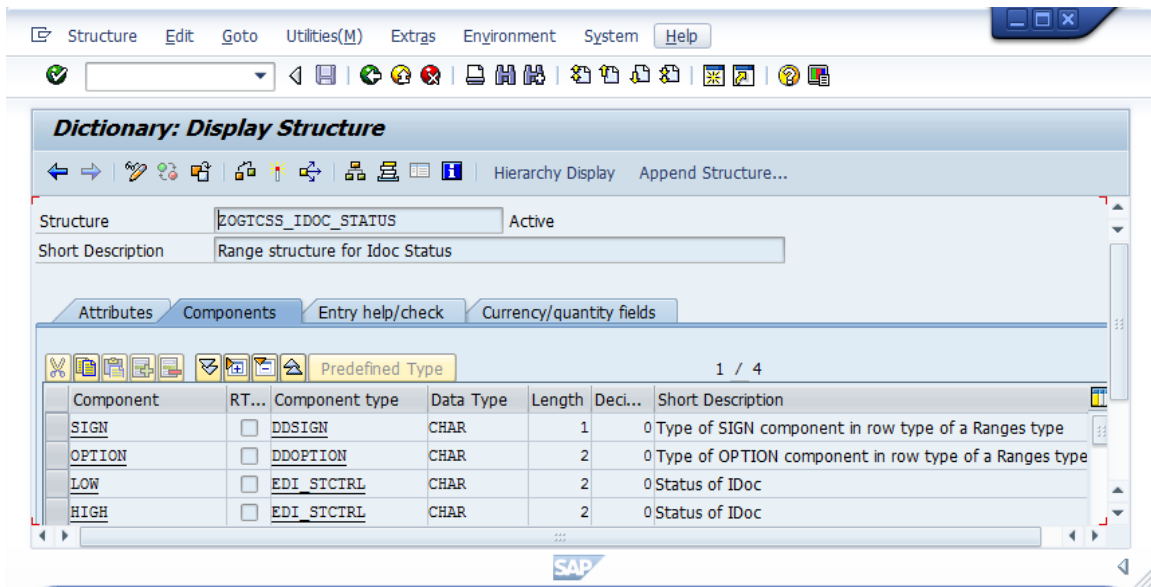 Structure Edit Goto Utilities(M) Extras Environment System Help
Dictionary: Display Structure
Hierarchy Display Append Structure...
Structure ZOGTCSS_IDOC_STATUS Active
Short Description Range structure for Idoc Status
Attributes Components Entry help/check Currency/quantity fields
Predefined Type 1 / 4
Component RT... Component type Data Type Length Deci... Short Description
SIGN DDSIGN CHAR 1 0 Type of SIGN component in row type of a Ranges type
OPTION DDOPTION CHAR 2 0 Type of OPTION component in row type of a Ranges type
LOW EDI_STCTRL CHAR 2 0 Status of IDoc
HIGH EDI_STCTRL CHAR 2 0 Status of IDoc
SAP